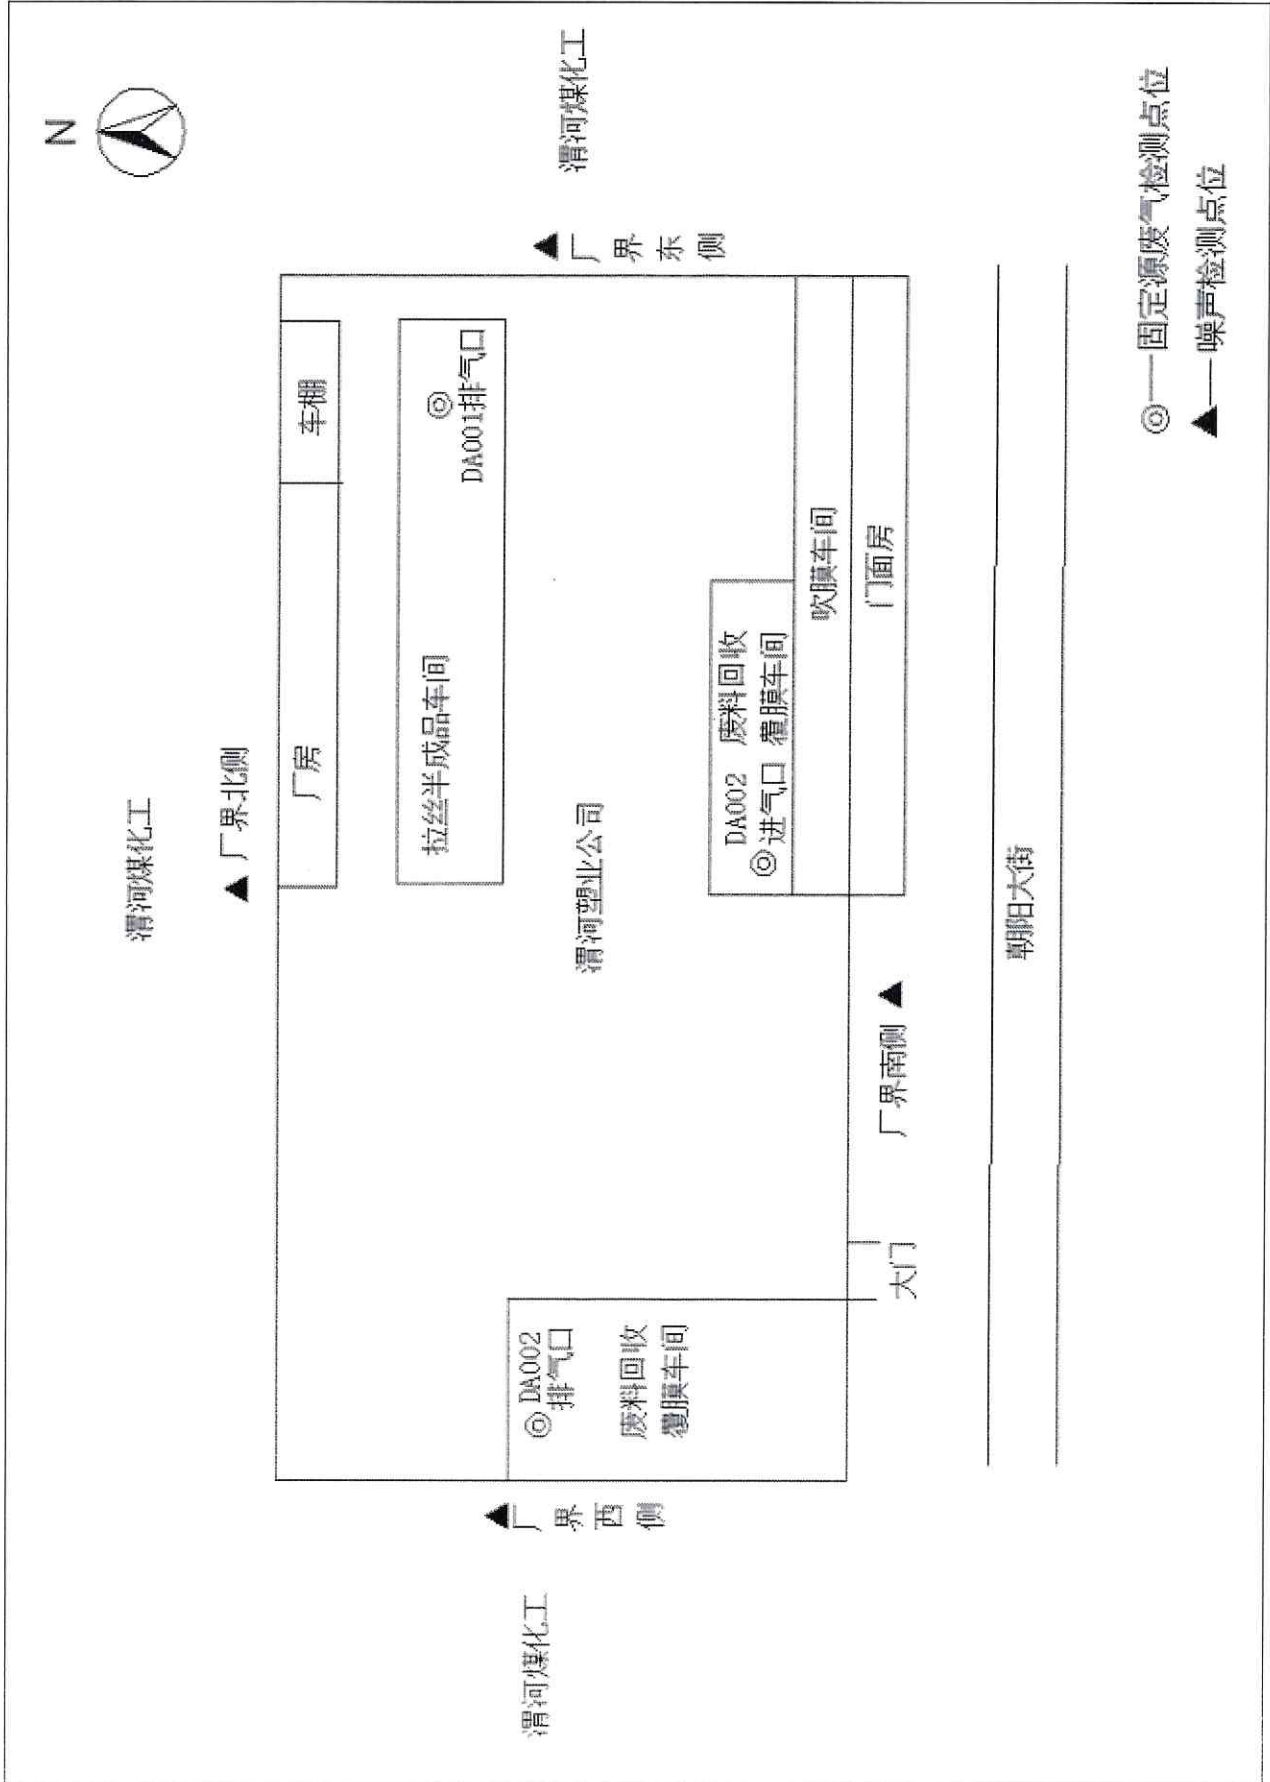 N
渭河煤化工
▲ 厂界北侧
厂房
车棚
拉丝半成品车间
◎
DA001排气口
渭河煤化工
▲
厂界东侧
渭河塑业公司
渭河煤化工
▲
厂界西侧
◎ DA002
排气口
废料回收
覆膜车间
DA002 废料回收
◎进气口 覆膜车间
吹膜车间
门面房
厂界南侧 ▲
大门
朝阳大街
◎——固定源废气检测点位
▲——噪声检测点位